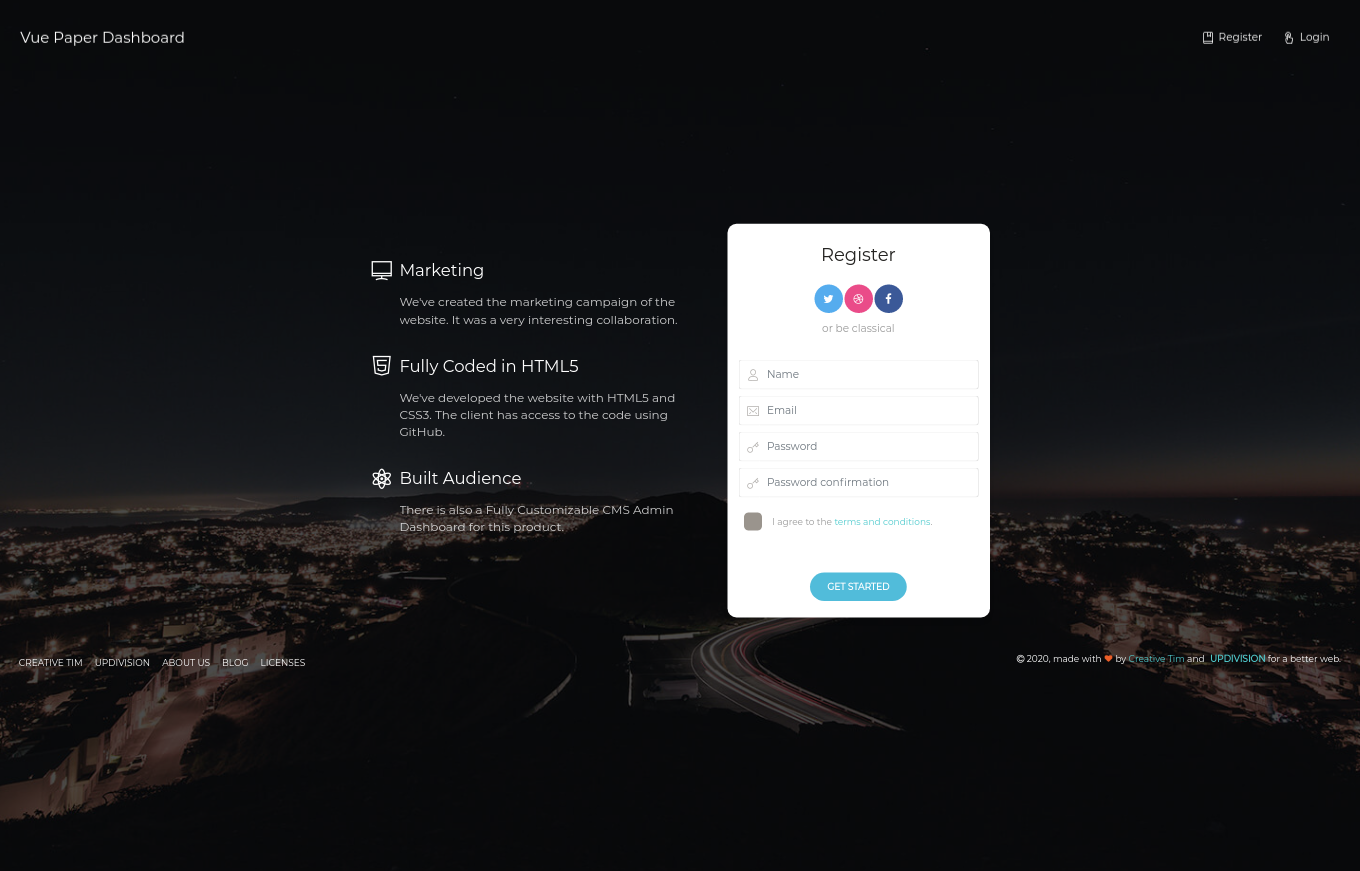 Vue Paper Dashboard
Register
Login
Marketing
We've created the marketing campaign of the
website. It was a very interesting collaboration.
Fully Coded in HTML5
We've developed the website with HTML5 and
CSS3. The client has access to the code using
GitHub.
Built Audience
There is also a Fully Customizable CMS Admin
Dashboard for this product.
Register
or be classical
Name
Email
Password
Password confirmation
I agree to the terms and conditions.
GET STARTED
CREATIVE TIM UPDIVISION ABOUT US BLOG LICENSES
© 2020, made with ❤ by Creative Tim and UPDIVISION for a better web.